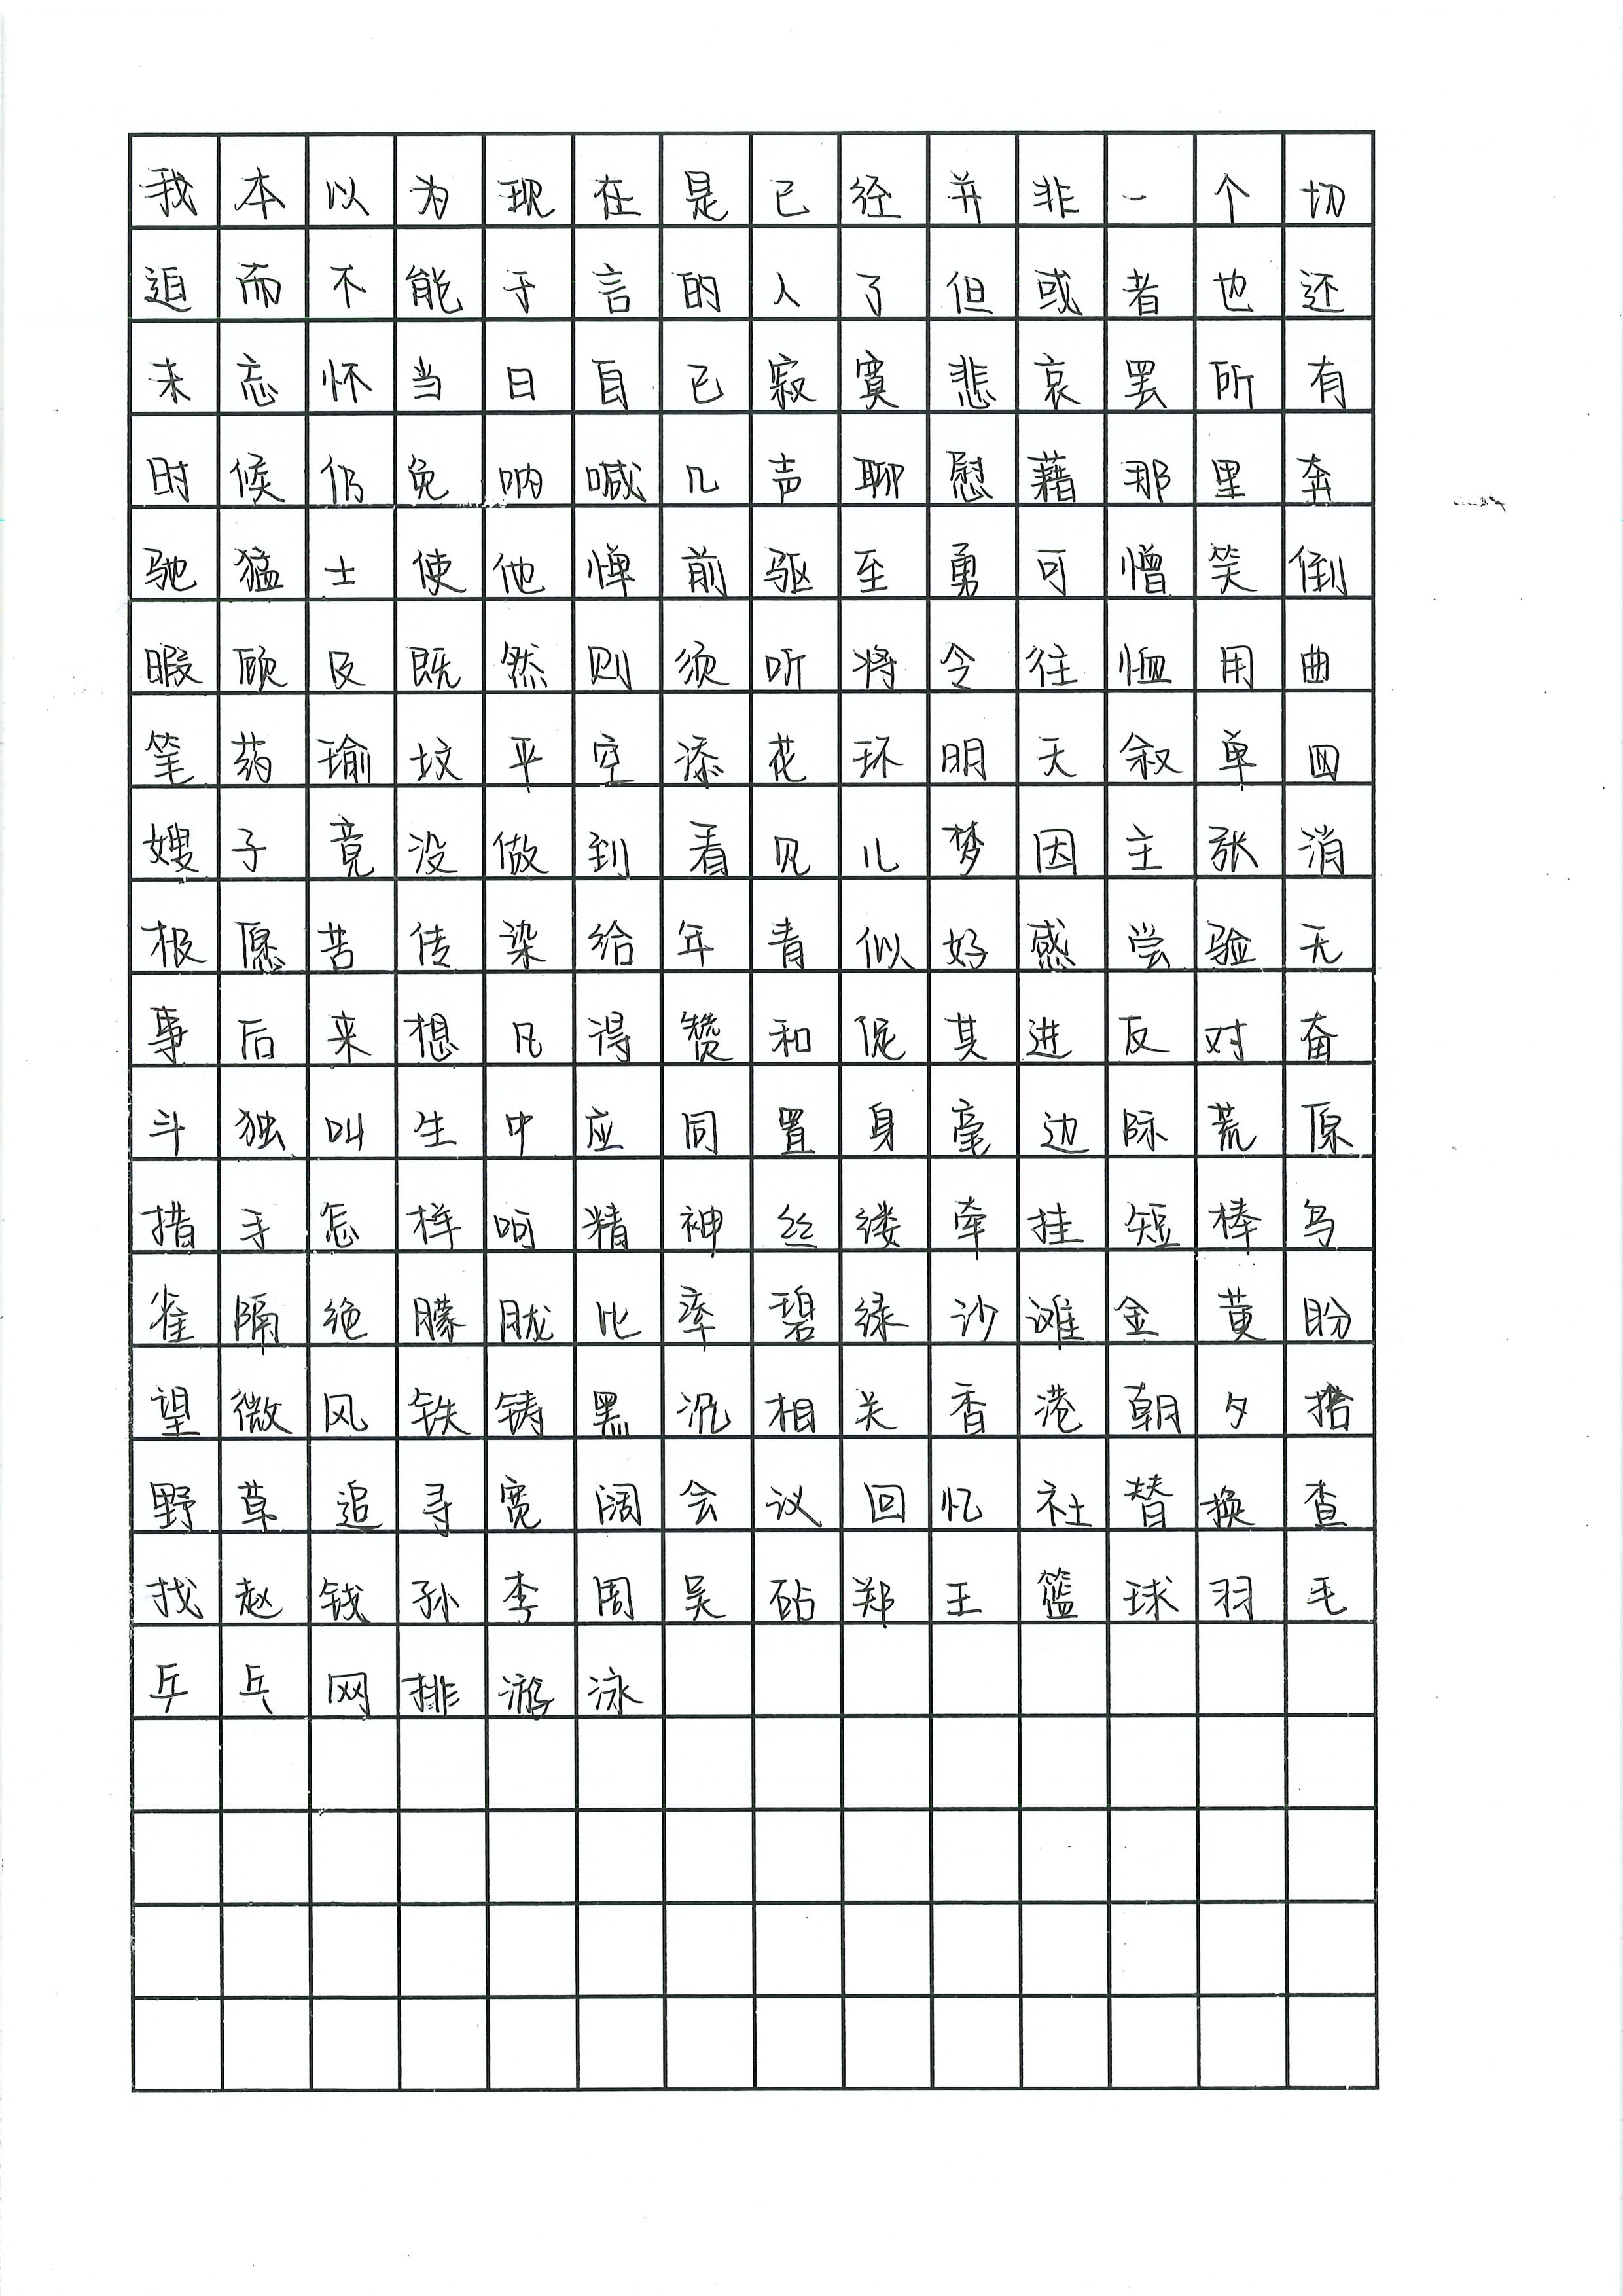 我本以为现在是已经并非一个切
迫而不能于言的人了但或者也还
未忘怀当日自己寂寞悲哀罢所有
时候仍免呐喊几声聊慰藉那里奔
驰猛士使他惮前驱至勇可憎笑倒
暇顾及既然则须听将令往恤用曲
笔药瑜坟平空添花环明天叙单四
嫂子竟没做到看见儿梦因主张消
极愿苦传染给年青似好感尝验无
事后来想凡得赞和促其进反对奋
斗独叫生中应同置身毫边际荒原
措手怎样呵精神丝缕牵挂短棒鸟
雀隔绝朦胧比率碧绿沙滩金黄盼
望微风铁铸黑沉相关香港朝夕拾
野草追寻宽阔会议回忆社替换查
找赵钱孙李周吴砧郑王篮球羽毛
乒乓网排游泳